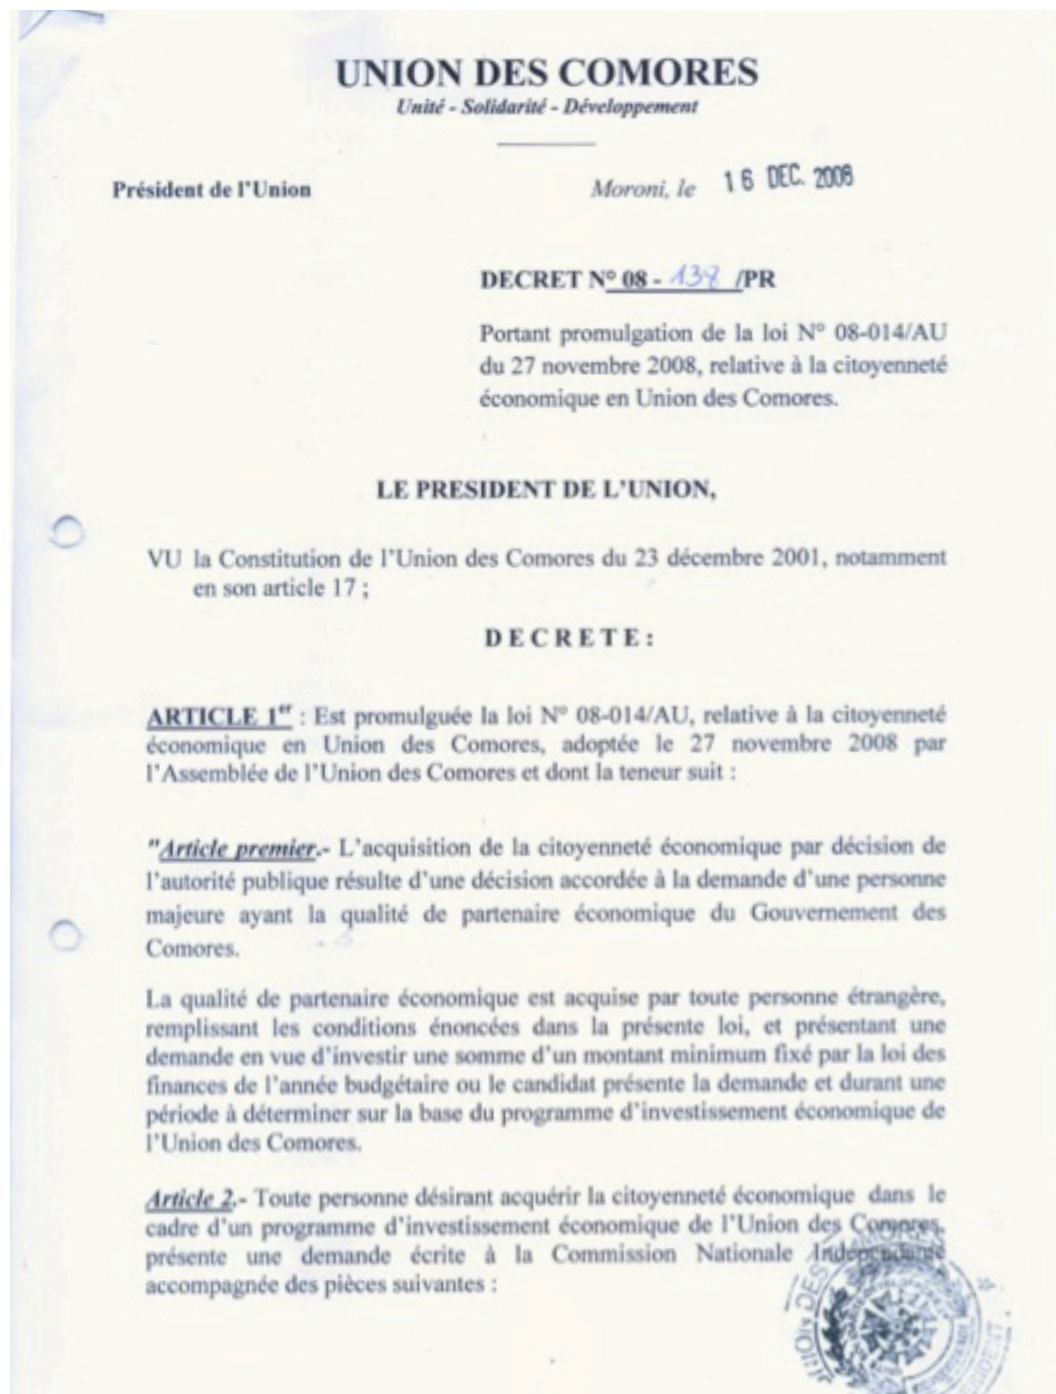 UNION DES COMORES
Unité - Solidarité - Développement
Président de l'Union
Moroni, le 16 DEC. 2008
DECRET N° 08 - 138 /PR
Portant promulgation de la loi N° 08-014/AU
du 27 novembre 2008, relative à la citoyenneté
économique en Union des Comores.
LE PRESIDENT DE L'UNION,
VU la Constitution de l'Union des Comores du 23 décembre 2001, notamment
en son article 17 ;
D E C R E T E :
ARTICLE 1er : Est promulguée la loi N° 08-014/AU, relative à la citoyenneté
économique en Union des Comores, adoptée le 27 novembre 2008 par
l'Assemblée de l'Union des Comores et dont la teneur suit :
"Article premier.- L'acquisition de la citoyenneté économique par décision de
l'autorité publique résulte d'une décision accordée à la demande d'une personne
majeure ayant la qualité de partenaire économique du Gouvernement des
Comores.
La qualité de partenaire économique est acquise par toute personne étrangère,
remplissant les conditions énoncées dans la présente loi, et présentant une
demande en vue d'investir une somme d'un montant minimum fixé par la loi des
finances de l'année budgétaire ou le candidat présente la demande et durant une
période à déterminer sur la base du programme d'investissement économique de
l'Union des Comores.
Article 2.- Toute personne désirant acquérir la citoyenneté économique dans le
cadre d'un programme d'investissement économique de l'Union des Comores,
présente une demande écrite à la Commission Nationale Indépendante
accompagnée des pièces suivantes :